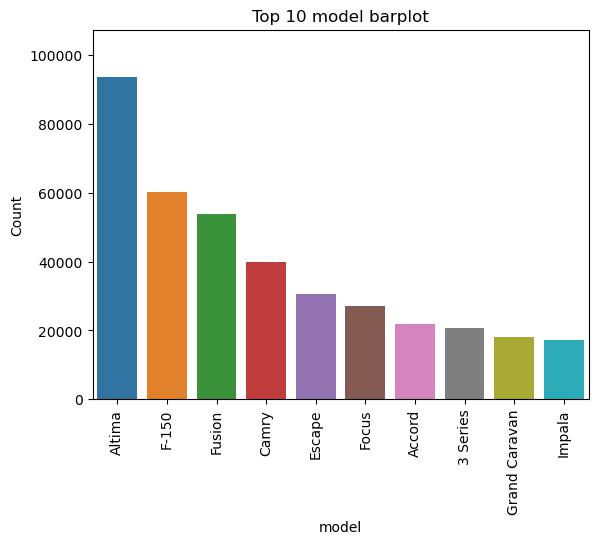 Top 10 model barplot
Count
100000
80000
60000
40000
20000
0
Altima
F-150
Fusion
Camry
Escape
Focus
Accord
3 Series
Grand Caravan
Impala
model